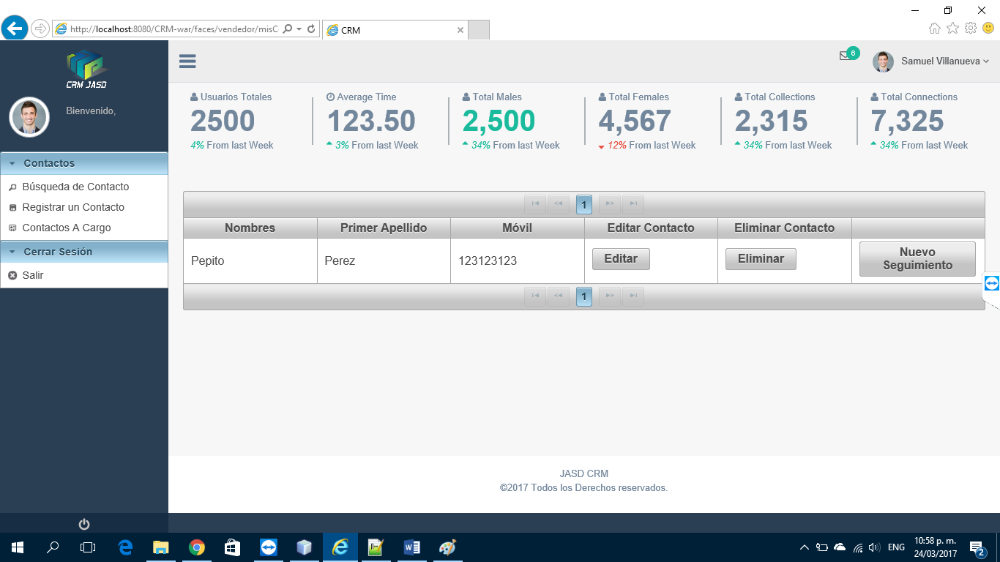 http://localhost:8080/CRM-war/faces/vendedor/misC
CRM
6
Samuel Villanueva
CRM JASD
Bienvenido,
Usuarios Totales
2500
4% From last Week
Average Time
123.50
3% From last Week
Total Males
2,500
34% From last Week
Total Females
4,567
12% From last Week
Total Collections
2,315
34% From last Week
Total Connections
7,325
34% From last Week
Contactos
Búsqueda de Contacto
Registrar un Contacto
Contactos A Cargo
Cerrar Sesión
Salir
1
Nombres Primer Apellido Móvil Editar Contacto Eliminar Contacto
Pepito Perez 123123123 Editar Eliminar Nuevo Seguimiento
1
JASD CRM
©2017 Todos los Derechos reservados.
ENG
10:58 p. m.
24/03/2017
2